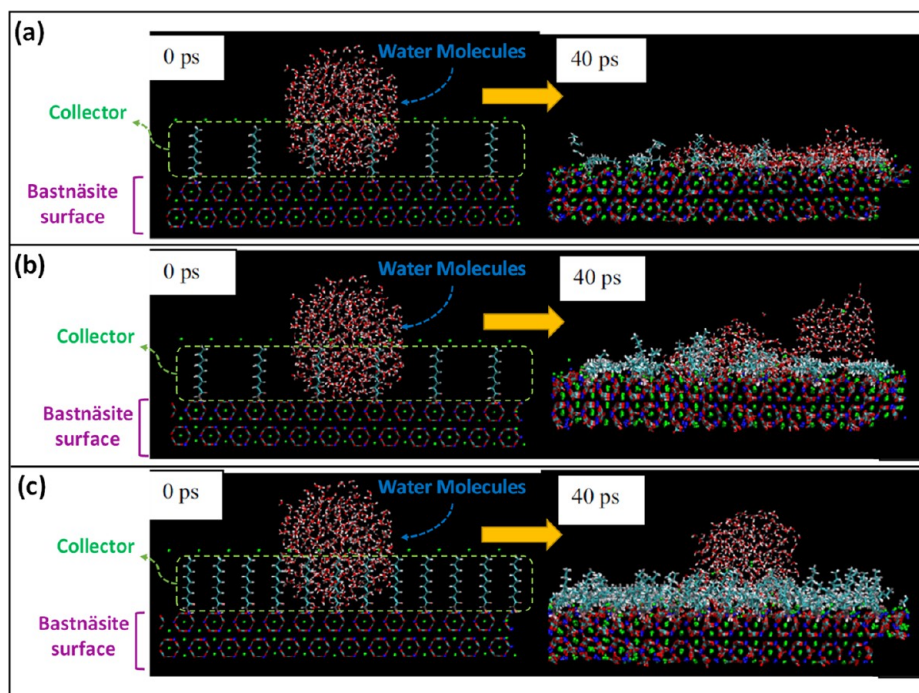 (a)
0 ps
Water Molecules
40 ps
Collector
Bastnäsite
surface
(b)
0 ps
Water Molecules
40 ps
Collector
Bastnäsite
surface
(c)
0 ps
Water Molecules
40 ps
Collector
Bastnäsite
surface